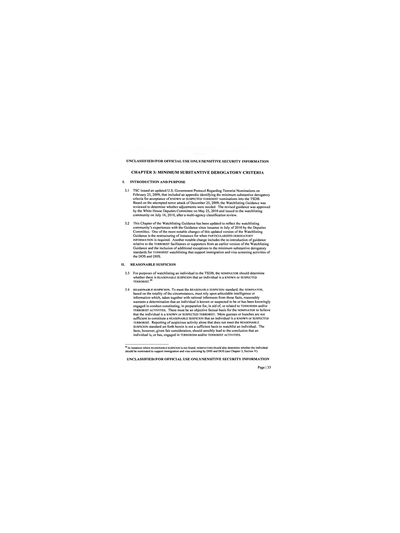 UNCLASSIFIED//FOR OFFICIAL USE ONLY//SENSITIVE SECURITY INFORMATION
CHAPTER 3: MINIMUM SUBSTANTIVE DEROGATORY CRITERIA
I. INTRODUCTION AND PURPOSE
3.1 TSC issued an updated U.S. Government Protocol Regarding Terrorist Nominations on
February 25, 2009, that included an appendix identifying the minimum substantive derogatory
criteria for acceptance of KNOWN or SUSPECTED TERRORIST nominations into the TSDB.
Based on the attempted terror attack of December 25, 2009, the Watchlisting Guidance was
reviewed to determine whether adjustments were needed. The revised guidance was approved
by the White House Deputies Committee on May 25, 2010 and issued to the watchlisting
community on July 16, 2010, after a multi-agency classification review.
3.2 This Chapter of the Guidance has been updated to reflect the watchlisting
community's experience with the Guidance since issuance in July of 2010 by the Deputies
Committee. One of the more notable changes of this updated version of the Watchlisting
Guidance is the restructuring of instances for when PARTICULARIZED DEROGATORY
INFORMATION is required. Another notable change includes the re-introduction of guidance
relative to the TERRORIST facilitators or supporters from an earlier version of the Watchlisting
Guidance and the inclusion of additional exceptions to the minimum substantive derogatory
standards for TERRORIST watchlisting that support immigration and visa screening activities of
the DOS and DHS.
II. REASONABLE SUSPICION
3.3 For purposes of watchlisting an individual in the TSDB, the NOMINATOR should determine
whether there is REASONABLE SUSPICION that an individual is a KNOWN or SUSPECTED
TERRORIST.
3.4 REASONABLE SUSPICION. To meet the REASONABLE SUSPICION standard, the NOMINATOR,
based on the totality of the circumstances, must rely upon articulable intelligence or
information which, taken together with rational inferences from those facts, reasonably
warrants a determination that an individual is known or suspected to be or has been knowingly
engaged in conduct constituting, in preparation for, in aid of, or related to TERRORISM and/or
TERRORIST ACTIVITIES. There must be an objective factual basis for the NOMINATOR to believe
that the individual is a KNOWN or SUSPECTED TERRORIST. Mere guesses or hunches are not
sufficient to constitute a REASONABLE SUSPICION that an individual is a KNOWN or SUSPECTED
TERRORIST. Reporting of suspicious activity alone that does not meet the REASONABLE
SUSPICION standard set forth herein is not a sufficient basis to watchlist an individual. The
facts, however, given fair consideration, should sensibly lead to the conclusion that an
individual is, or has, engaged in TERRORISM and/or TERRORIST ACTIVITIES.
In instances where REASONABLE SUSPICION is not found, NOMINATORS should also determine whether the individual
should be nominated to support immigration and visa screening by DHS and DOS (see Chapter 3, Section V).
UNCLASSIFIED//FOR OFFICIAL USE ONLY//SENSITIVE SECURITY INFORMATION
Page | 33